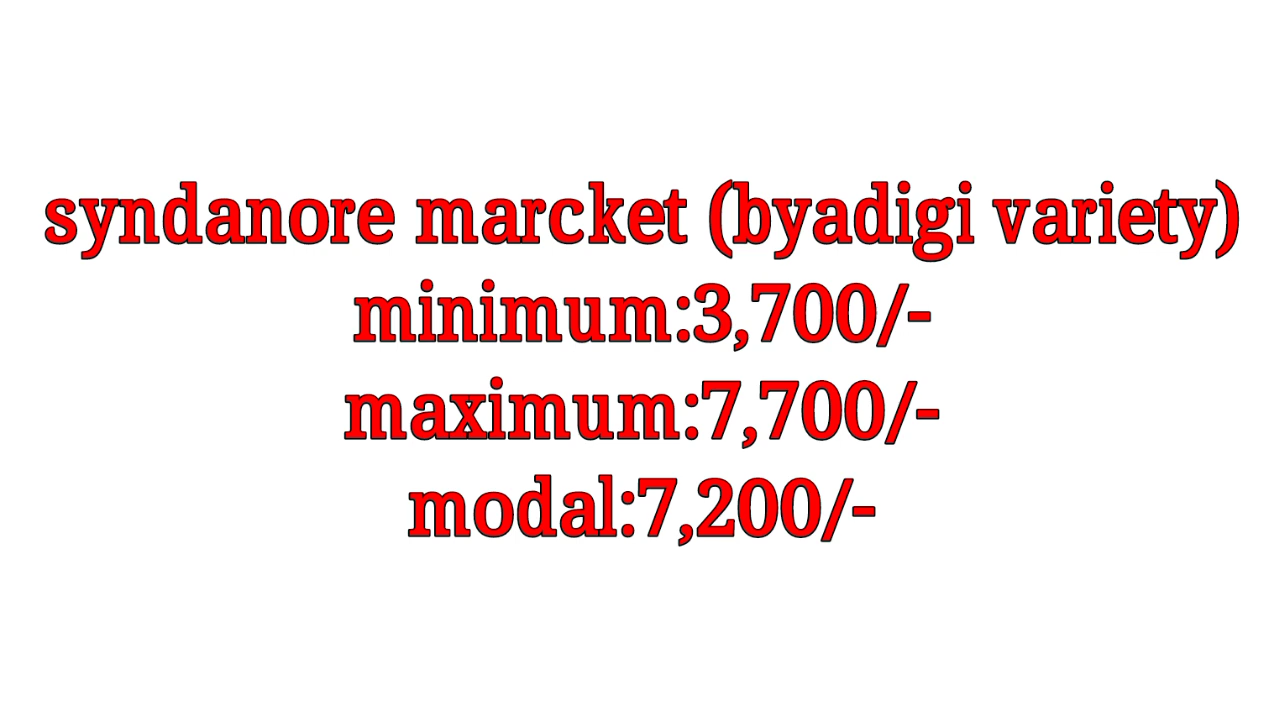 syndanore marcket (byadigi variety)
minimum:3,700/-
maximum:7,700/-
modal:7,200/-